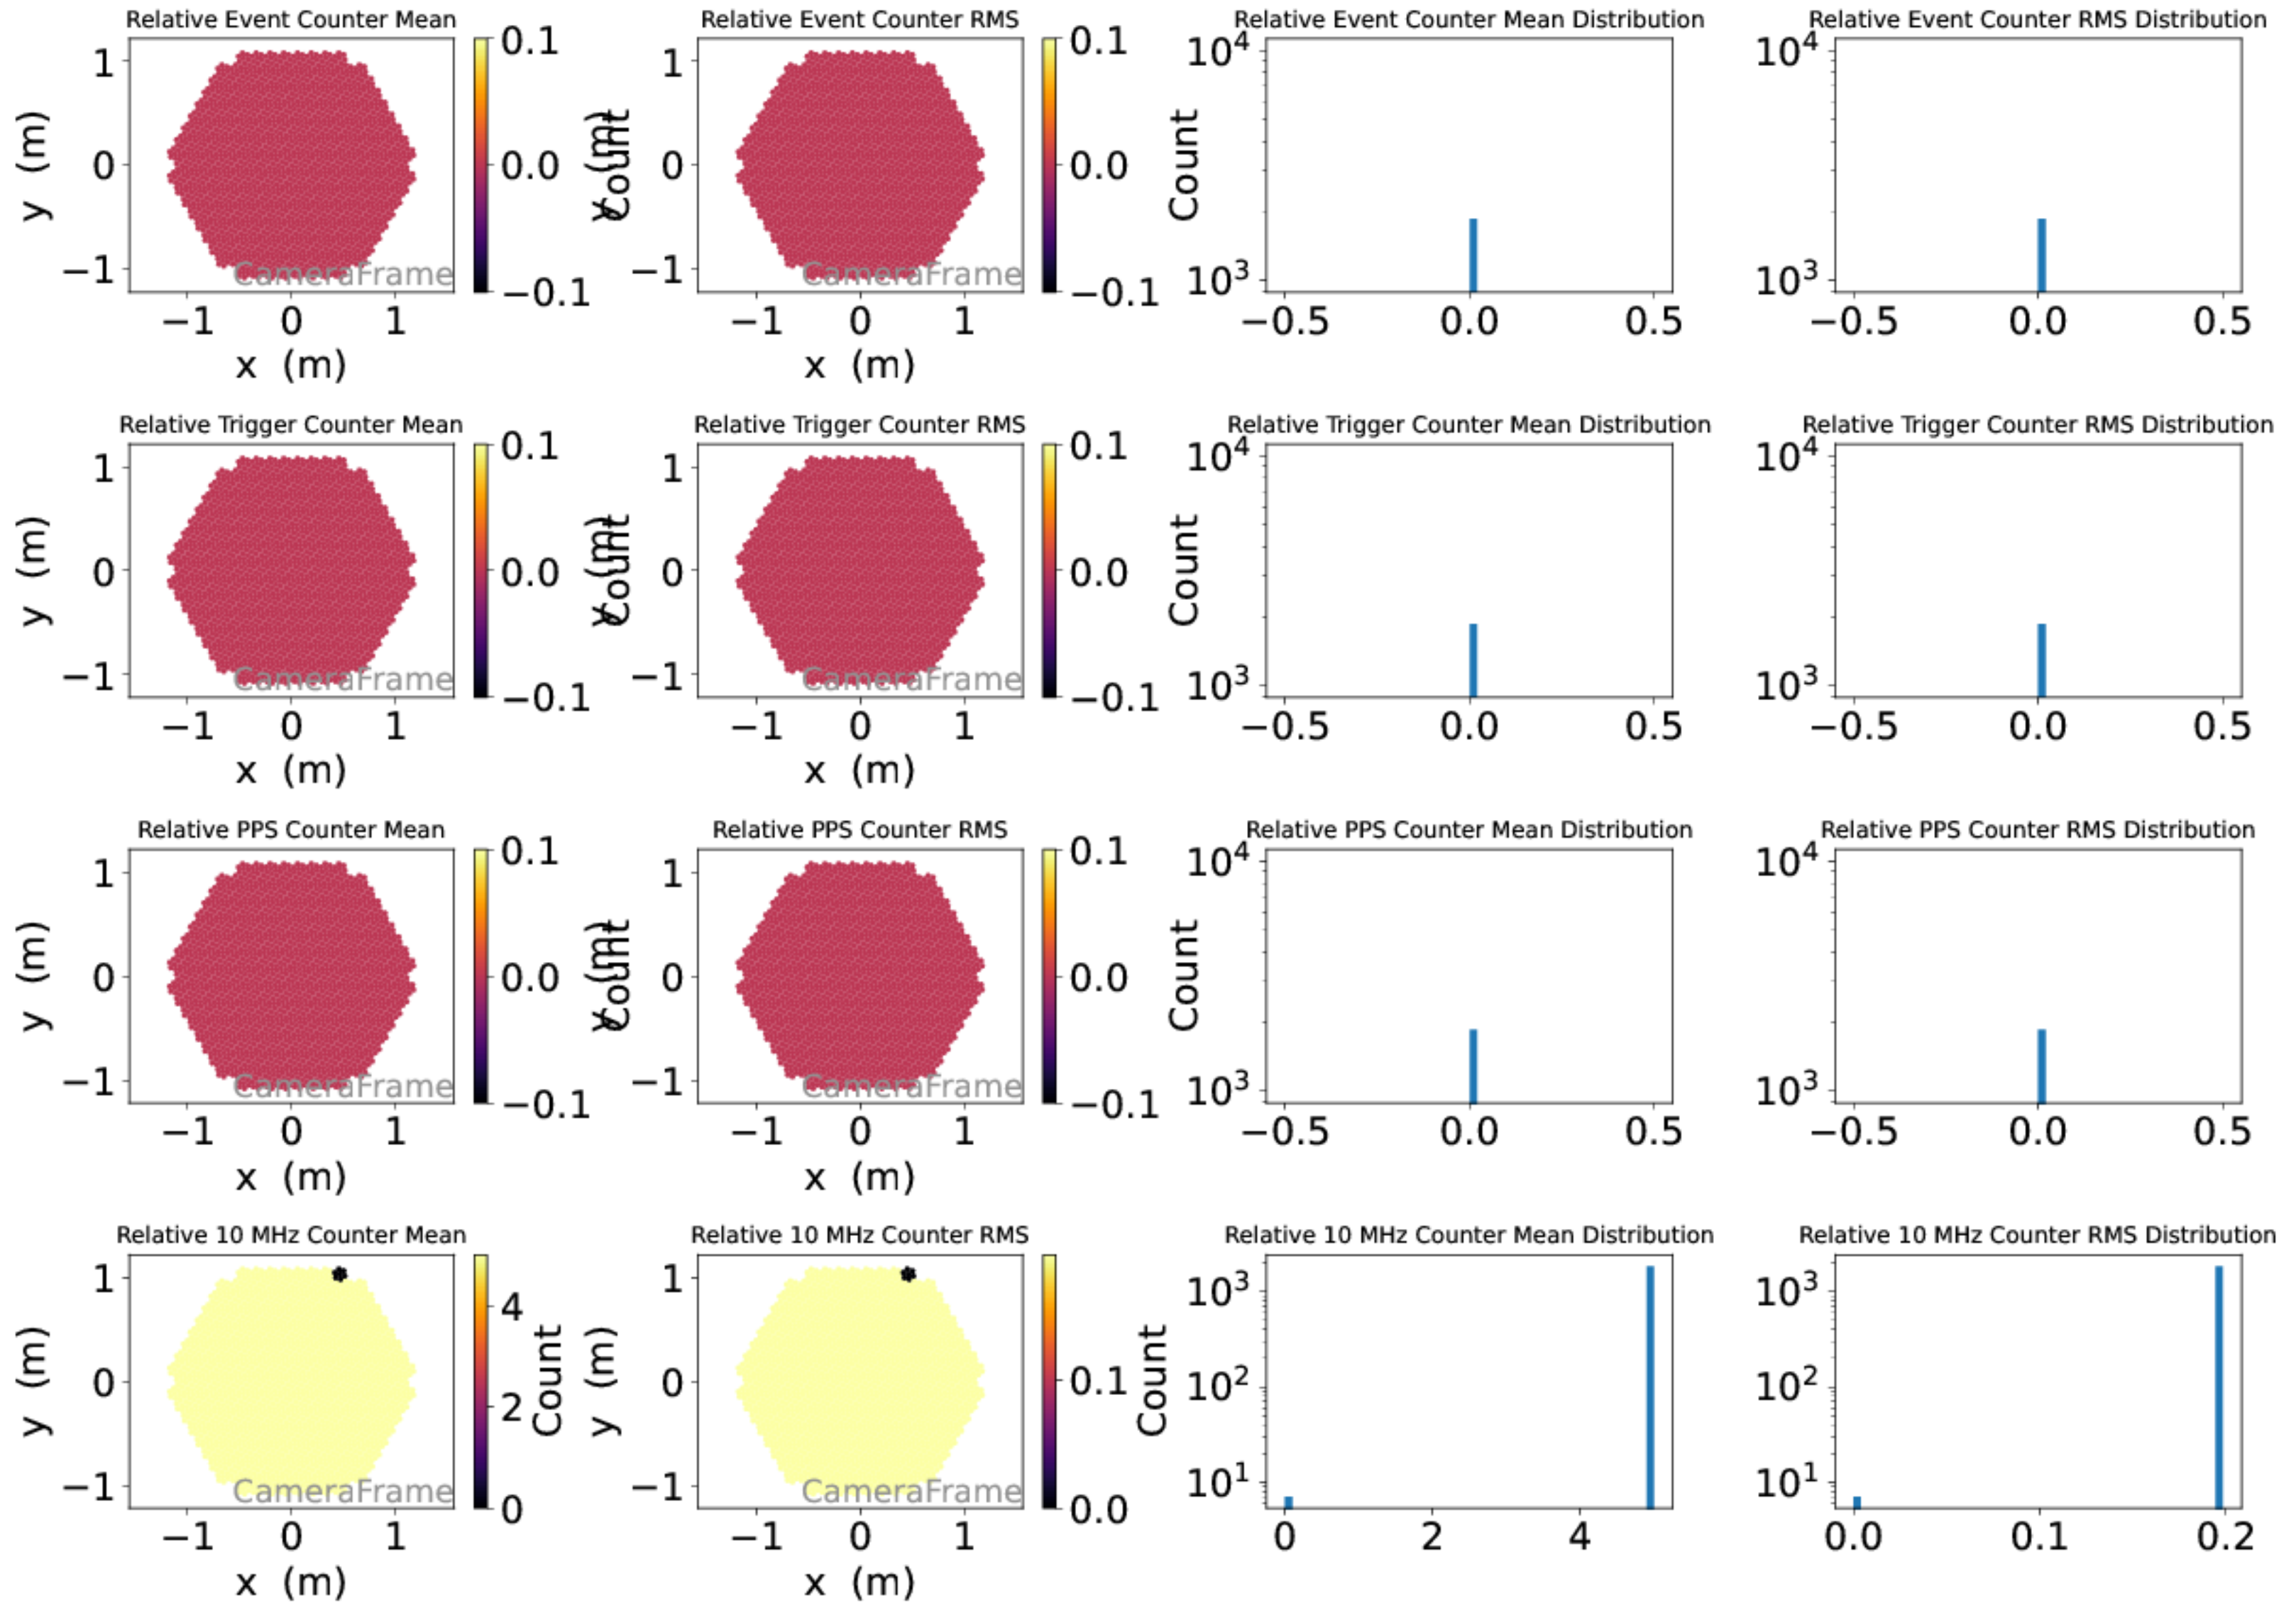 Relative Event Counter Mean
Relative Event Counter RMS
Relative Event Counter Mean Distribution
Relative Event Counter RMS Distribution
y (m)
1
0
−1
CameraFrame
−1 0 1
x (m)
0.1
0.0
−0.1
Count
y (m)
1
0
−1
CameraFrame
−1 0 1
x (m)
0.1
0.0
−0.1
Count
10^4
10^3
−0.5 0.0 0.5
10^4
10^3
−0.5 0.0 0.5
Relative Trigger Counter Mean
Relative Trigger Counter RMS
Relative Trigger Counter Mean Distribution
Relative Trigger Counter RMS Distribution
y (m)
1
0
−1
CameraFrame
−1 0 1
x (m)
0.1
0.0
−0.1
Count
y (m)
1
0
−1
CameraFrame
−1 0 1
x (m)
0.1
0.0
−0.1
Count
10^4
10^3
−0.5 0.0 0.5
10^4
10^3
−0.5 0.0 0.5
Relative PPS Counter Mean
Relative PPS Counter RMS
Relative PPS Counter Mean Distribution
Relative PPS Counter RMS Distribution
y (m)
1
0
−1
CameraFrame
−1 0 1
x (m)
0.1
0.0
−0.1
Count
y (m)
1
0
−1
CameraFrame
−1 0 1
x (m)
0.1
0.0
−0.1
Count
10^4
10^3
−0.5 0.0 0.5
10^4
10^3
−0.5 0.0 0.5
Relative 10 MHz Counter Mean
Relative 10 MHz Counter RMS
Relative 10 MHz Counter Mean Distribution
Relative 10 MHz Counter RMS Distribution
y (m)
1
0
−1
CameraFrame
−1 0 1
x (m)
4
2
0
Count
y (m)
1
0
−1
CameraFrame
−1 0 1
x (m)
0.1
0.0
Count
10^3
10^2
10^1
0 2 4
10^3
10^2
10^1
0.0 0.1 0.2